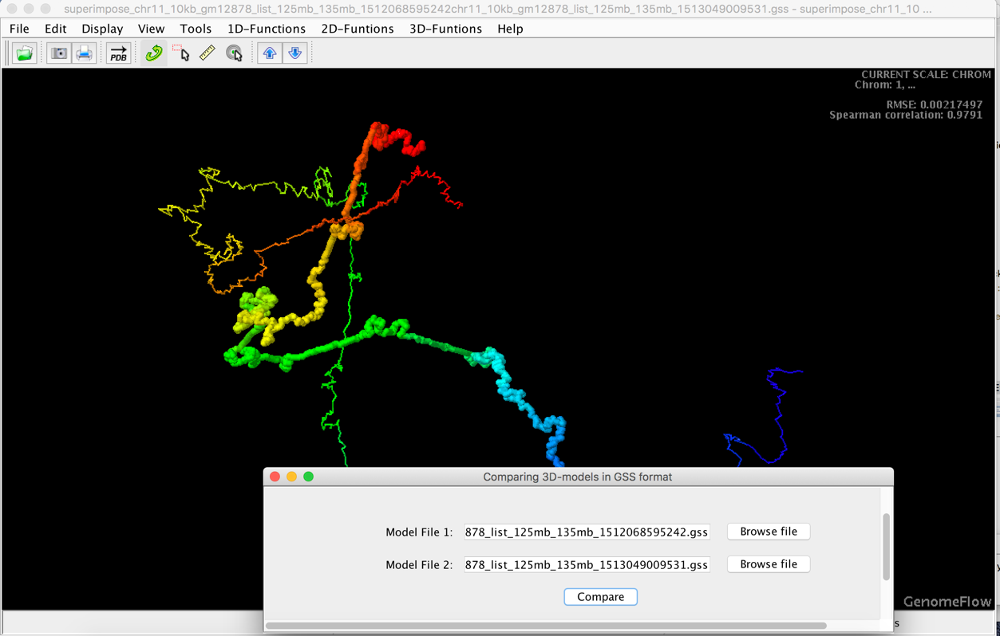 superimpose_chr11_10kb_gm12878_list_125mb_135mb_1512068595242chr11_10kb_gm12878_list_125mb_135mb_1513049009531.gss - superimpose_chr11_10 ...
File Edit Display View Tools 1D-Functions 2D-Funtions 3D-Funtions Help
PDB
CURRENT SCALE: CHROM
Chrom: 1, ...
RMSE: 0.00217497
Spearman correlation: 0.9791
Comparing 3D-models in GSS format
Model File 1: 878_list_125mb_135mb_1512068595242.gss Browse file
Model File 2: 878_list_125mb_135mb_1513049009531.gss Browse file
Compare
GenomeFlow